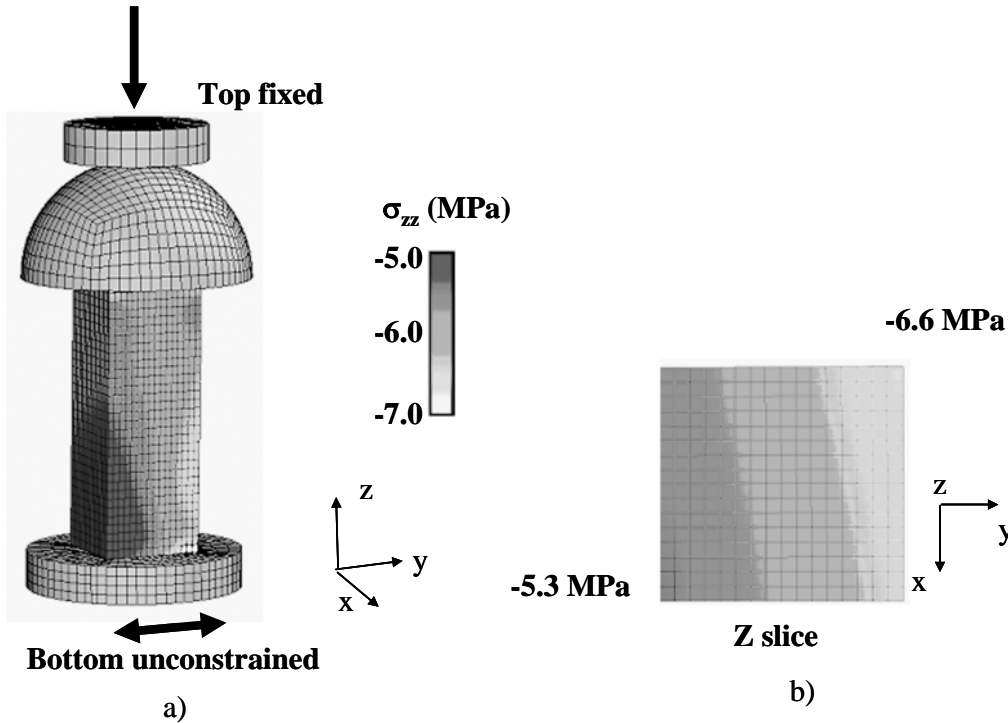 Top fixed
σzz (MPa)
-5.0
-6.0
-7.0
z
y
x
Bottom unconstrained
a)
-6.6 MPa
z
y
x
-5.3 MPa
Z slice
b)